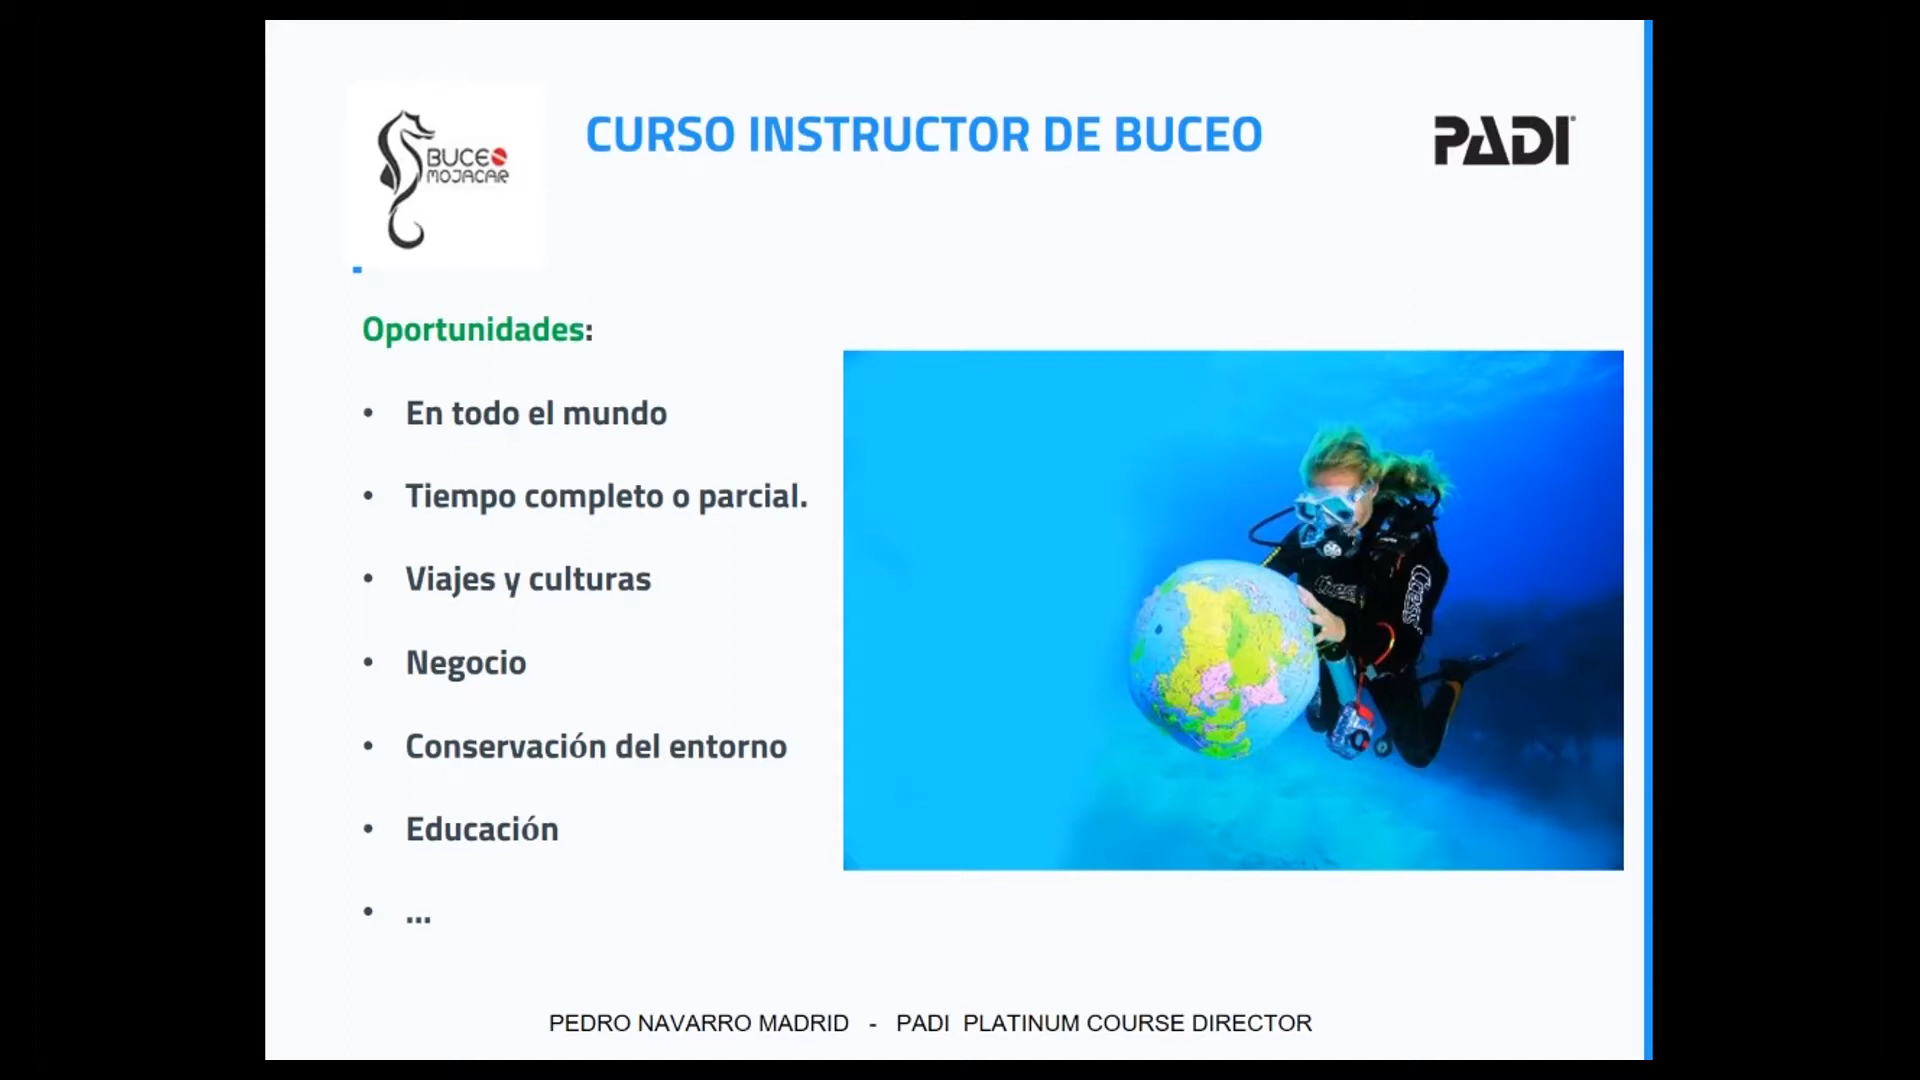 BUCEO
MOJACAR
CURSO INSTRUCTOR DE BUCEO
PADI
Oportunidades:
• En todo el mundo
• Tiempo completo o parcial.
• Viajes y culturas
• Negocio
• Conservación del entorno
• Educación
• ...
Cressi
PEDRO NAVARRO MADRID - PADI PLATINUM COURSE DIRECTOR